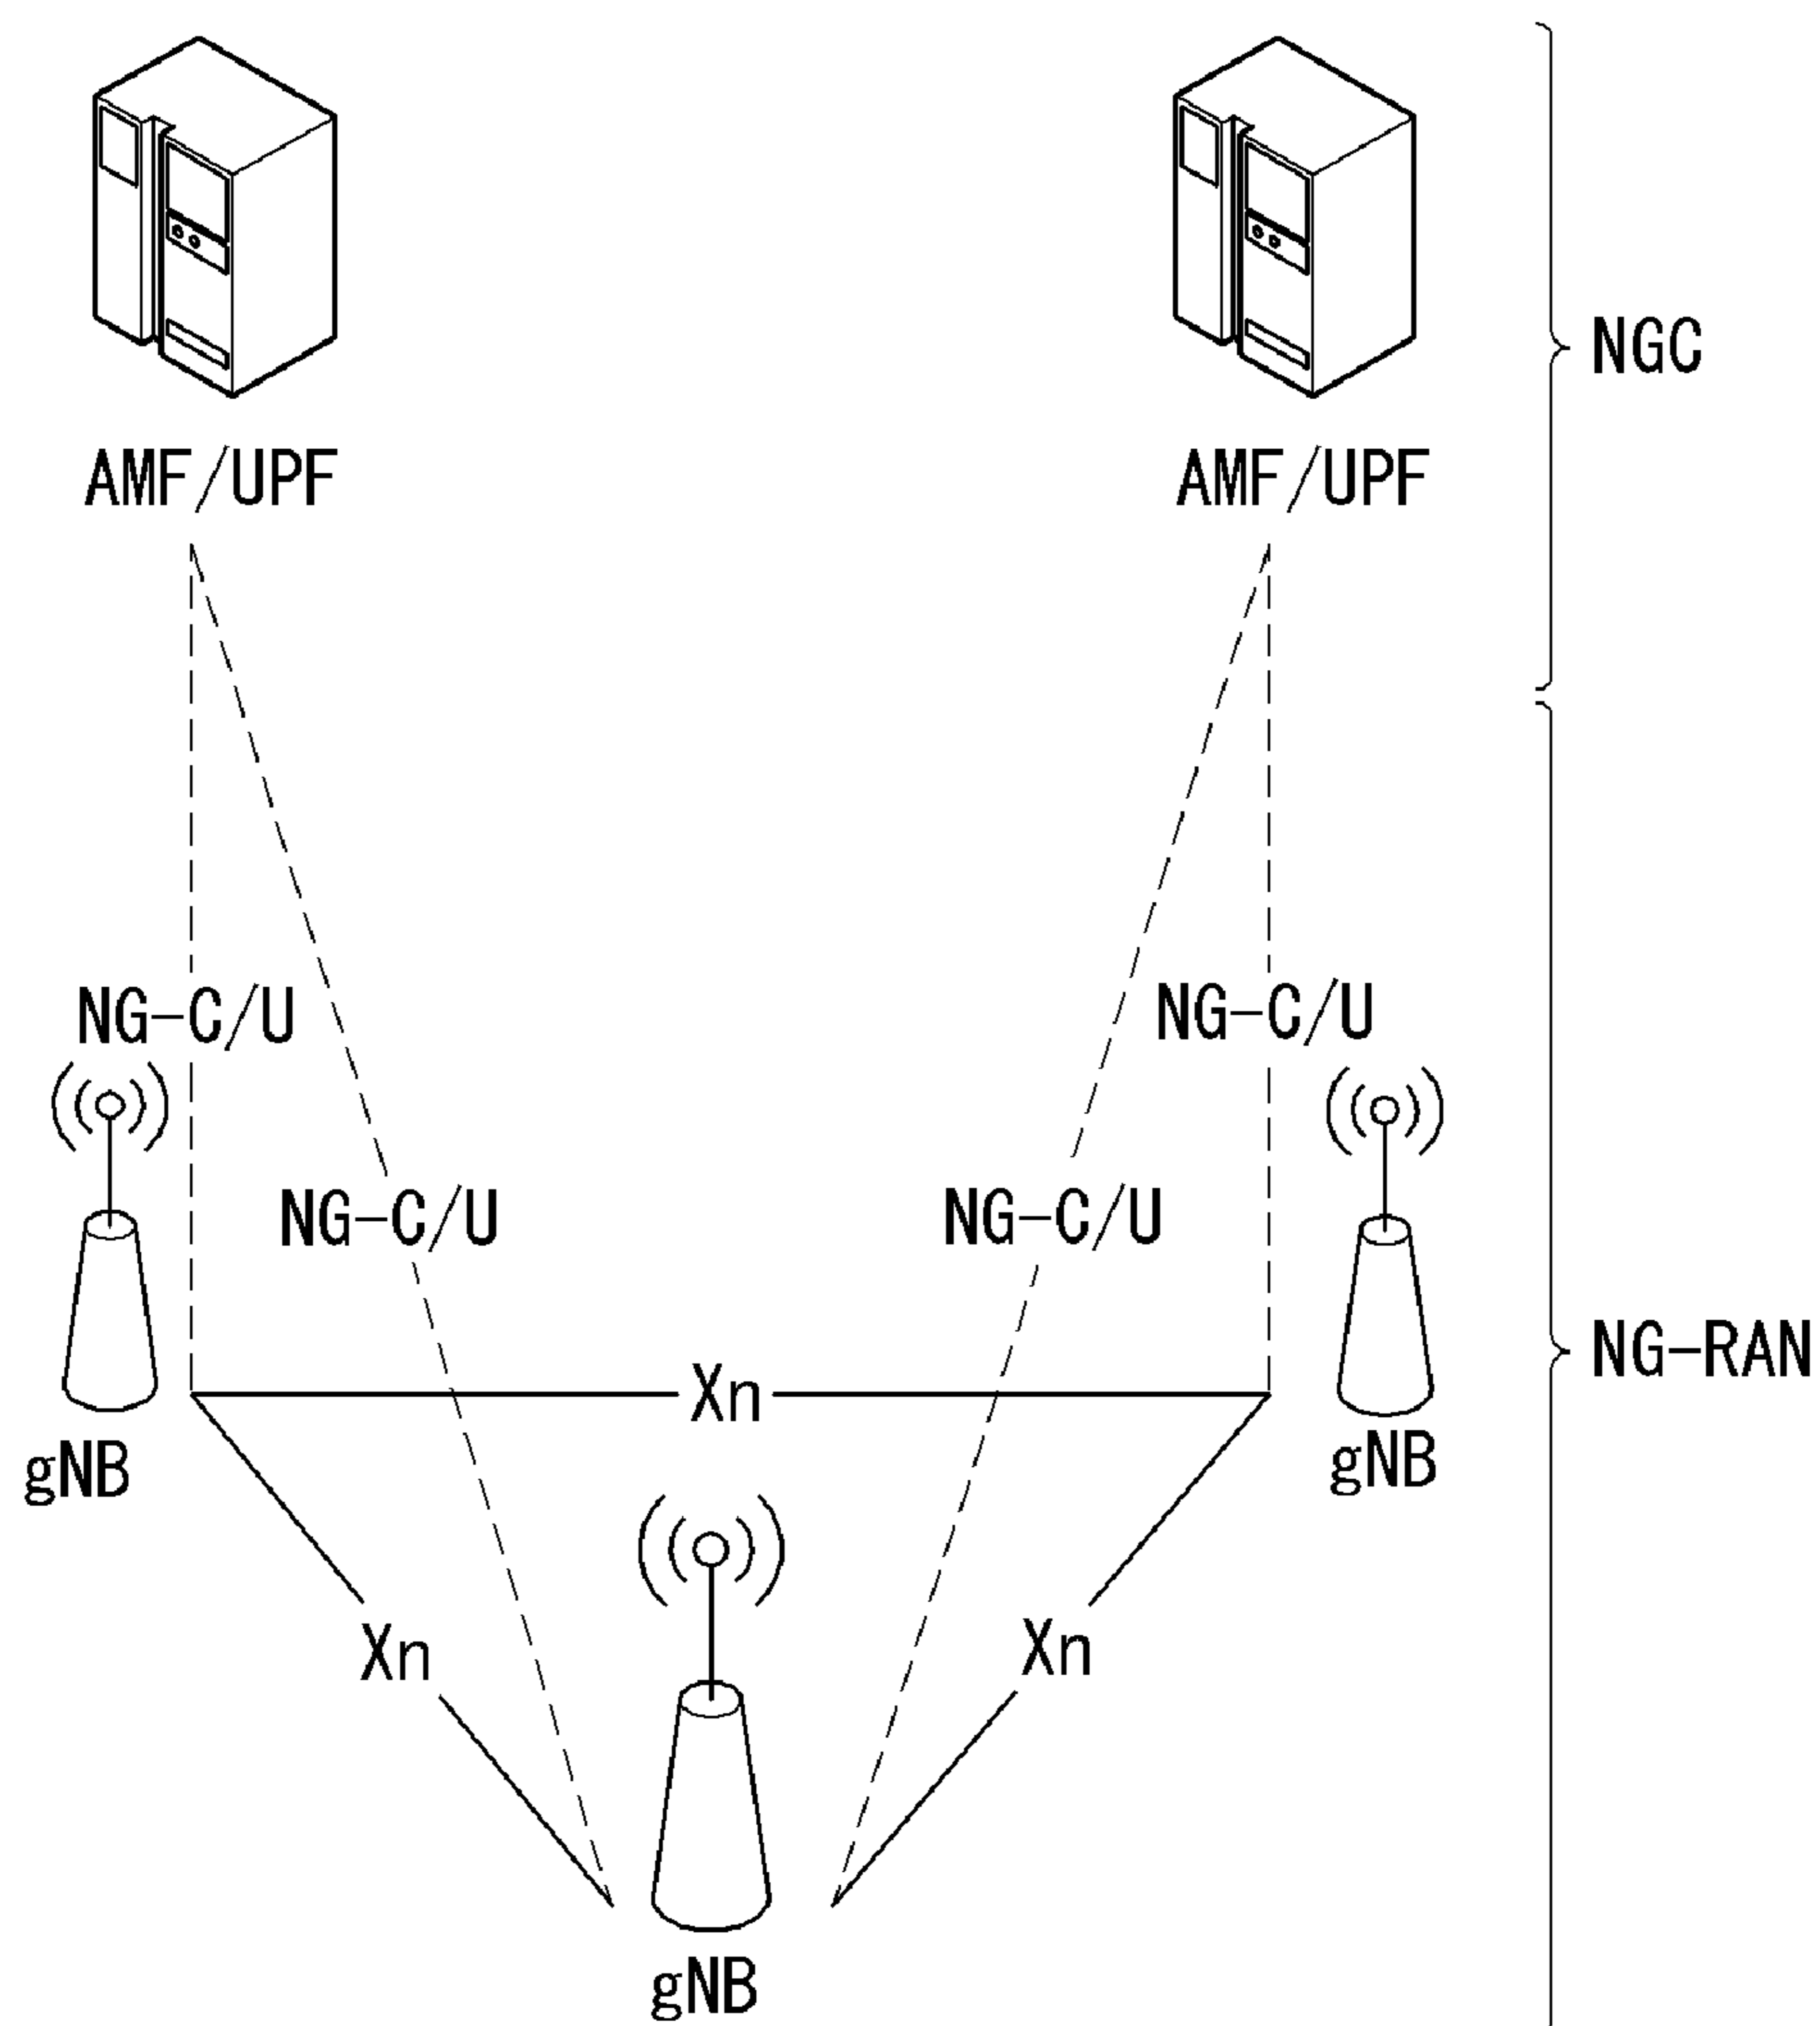 NGC
AMF/UPF
AMF/UPF
NG-C/U
NG-C/U
NG-C/U
NG-C/U
NG-RAN
Xn
gNB
gNB
Xn
Xn
gNB